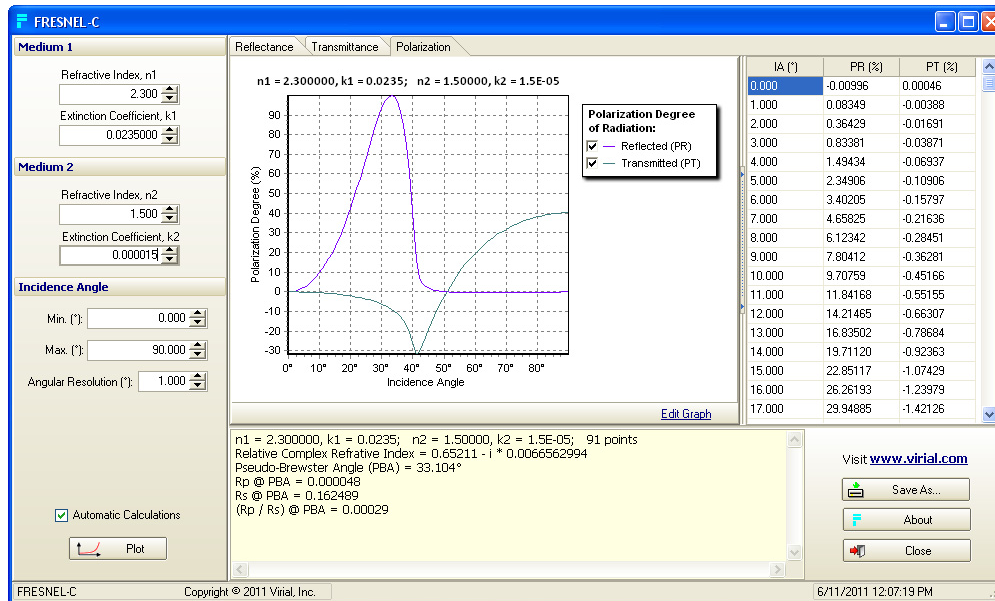 FRESNEL-C
Medium 1
Refractive Index, n1
2.300
Extinction Coefficient, k1
0.0235000
Medium 2
Refractive Index, n2
1.500
Extinction Coefficient, k2
0.000015
Incidence Angle
Min. (°): 0.000
Max. (°): 90.000
Angular Resolution (°): 1.000
Automatic Calculations
Plot
Reflectance Transmittance Polarization
n1 = 2.300000, k1 = 0.0235; n2 = 1.50000, k2 = 1.5E-05
Polarization Degree (%)
90
80
70
60
50
40
30
20
10
0
-10
-20
-30
0° 10° 20° 30° 40° 50° 60° 70° 80°
Incidence Angle
Polarization Degree
of Radiation:
Reflected (PR)
Transmitted (PT)
Edit Graph
IA (°) PR (%) PT (%)
0.000 -0.00996 0.00046
1.000 0.08349 -0.00388
2.000 0.36429 -0.01691
3.000 0.83381 -0.03871
4.000 1.49434 -0.06937
5.000 2.34906 -0.10906
6.000 3.40205 -0.15797
7.000 4.65825 -0.21636
8.000 6.12342 -0.28451
9.000 7.80412 -0.36281
10.000 9.70759 -0.45166
11.000 11.84168 -0.55155
12.000 14.21465 -0.66307
13.000 16.83502 -0.78684
14.000 19.71120 -0.92363
15.000 22.85117 -1.07429
16.000 26.26193 -1.23979
17.000 29.94885 -1.42126
n1 = 2.300000, k1 = 0.0235; n2 = 1.50000, k2 = 1.5E-05; 91 points
Relative Complex Refrative Index = 0.65211 - i * 0.0066562994
Pseudo-Brewster Angle (PBA) = 33.104°
Rp @ PBA = 0.000048
Rs @ PBA = 0.162489
(Rp / Rs) @ PBA = 0.00029
Visit www.virial.com
Save As...
About
Close
FRESNEL-C Copyright © 2011 Virial, Inc. 6/11/2011 12:07:19 PM